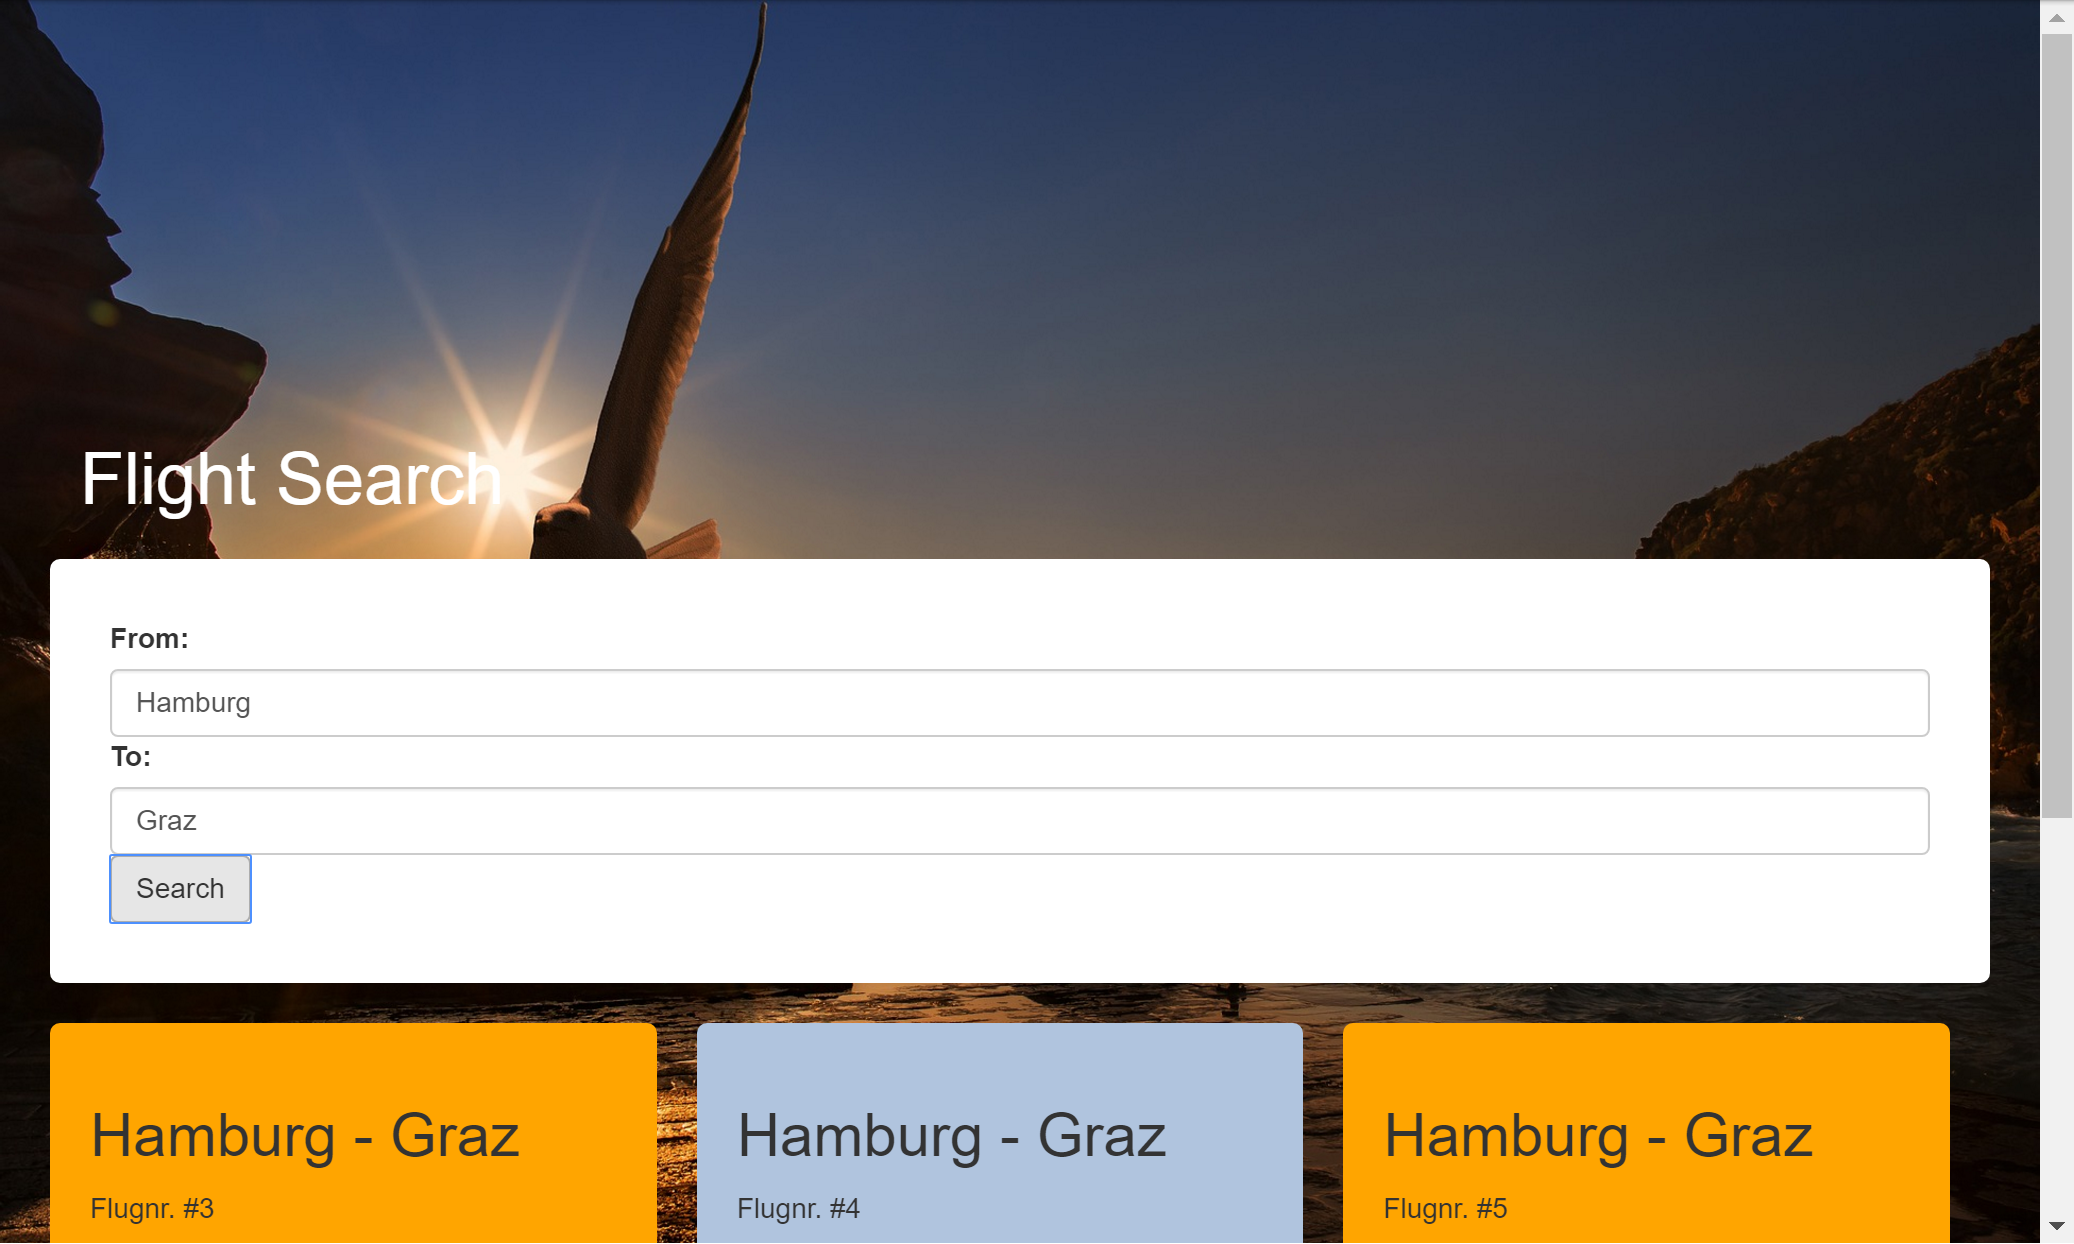 Flight Search
From:
Hamburg
To:
Graz
Search
Hamburg - Graz
Flugnr. #3
Hamburg - Graz
Flugnr. #4
Hamburg - Graz
Flugnr. #5